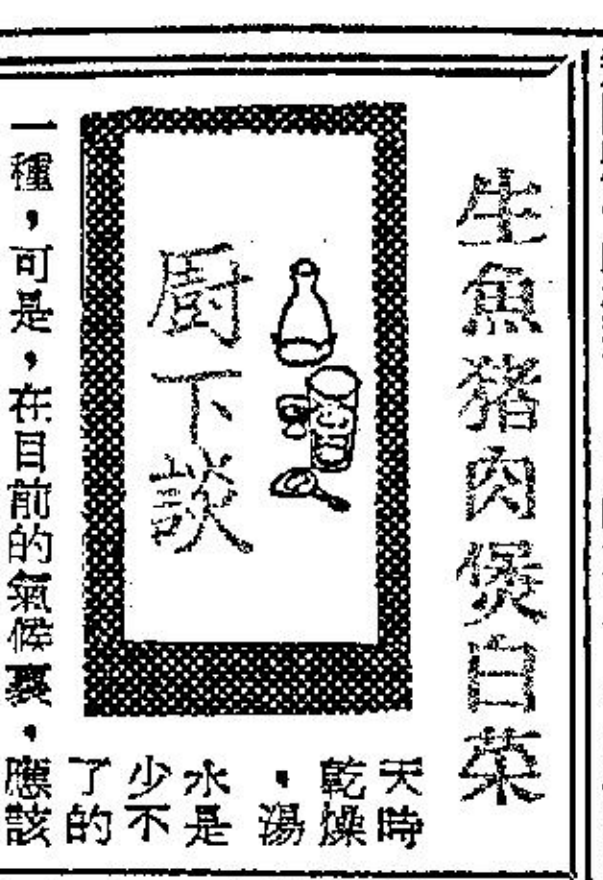 生魚猪肉煲白菜
廚下談
天時
乾燥
，湯
水是
少不
了的
一種，可是，在目前的氣候裏，應該